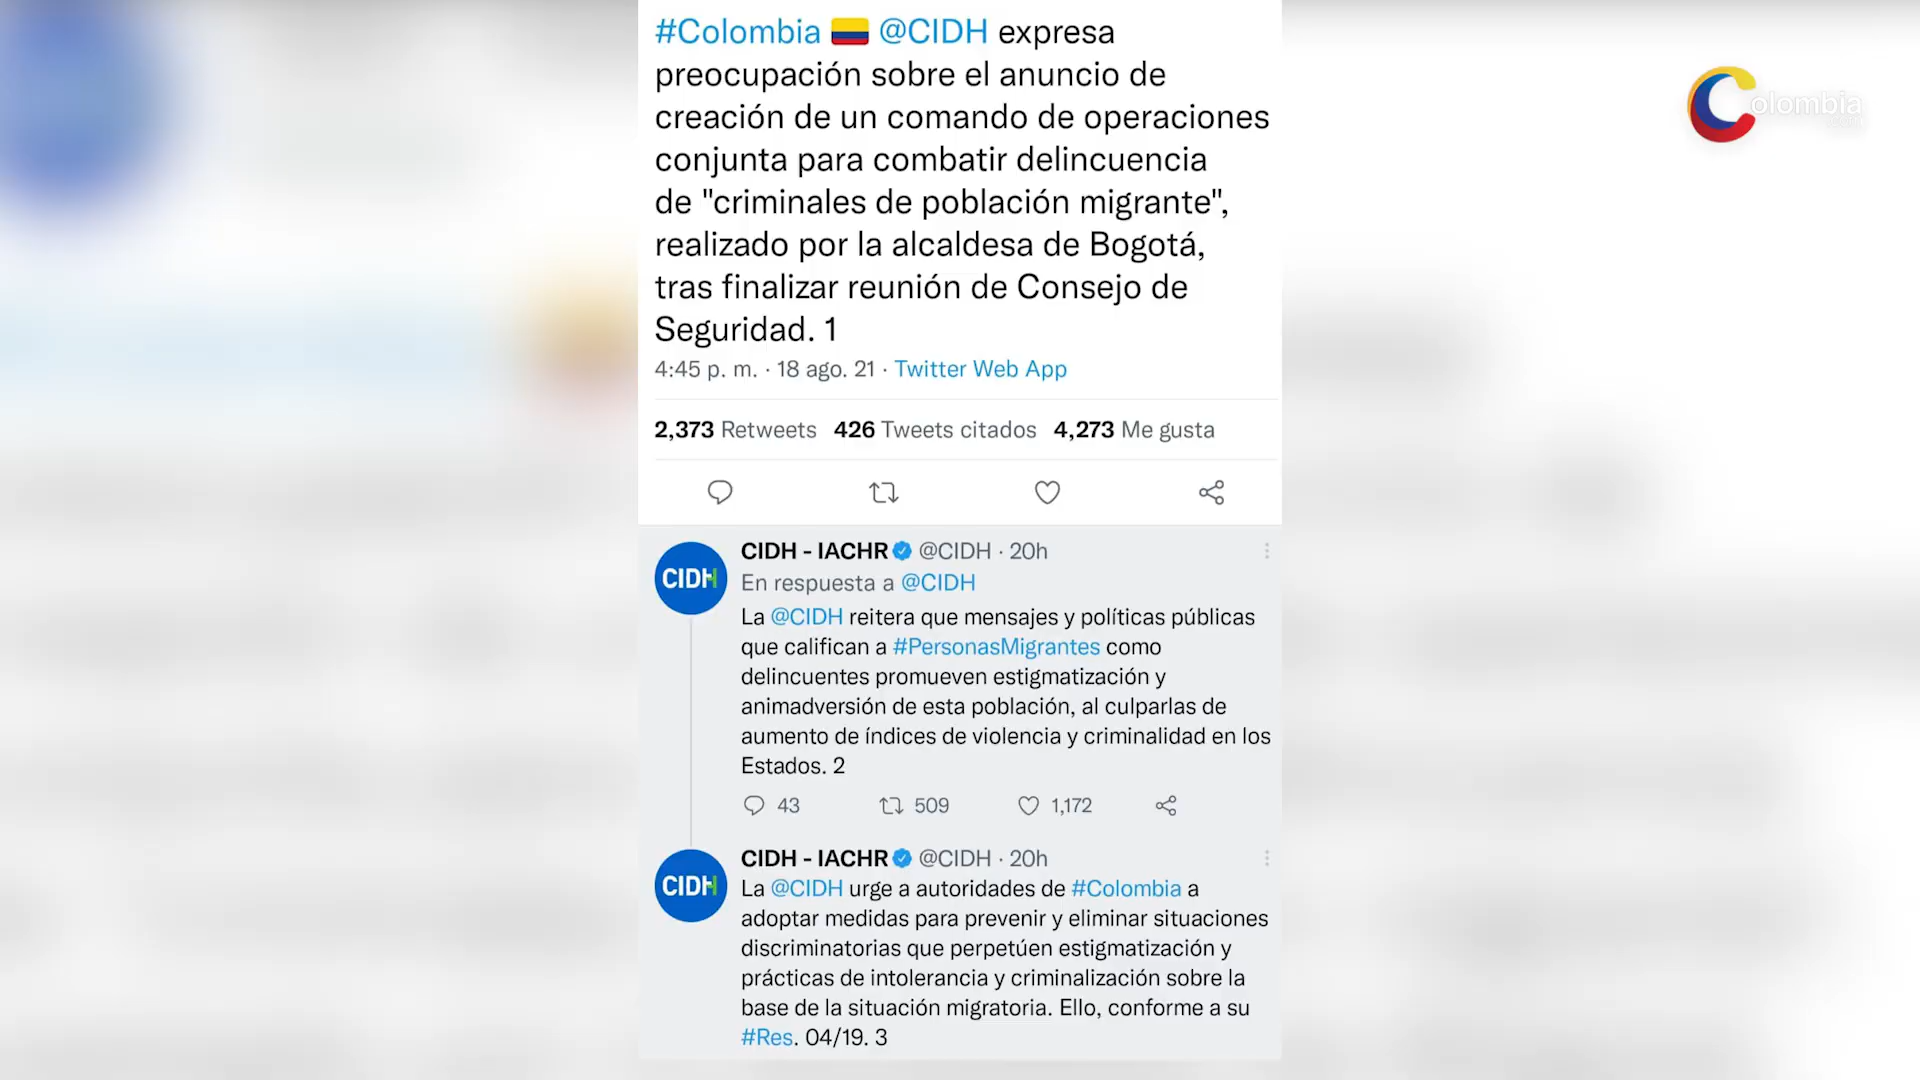 #Colombia @CIDH expresa
preocupación sobre el anuncio de
creación de un comando de operaciones
conjunta para combatir delincuencia
de "criminales de población migrante",
realizado por la alcaldesa de Bogotá,
tras finalizar reunión de Consejo de
Seguridad. 1
4:45 p. m. · 18 ago. 21 · Twitter Web App
2,373 Retweets 426 Tweets citados 4,273 Me gusta
CIDH - IACHR @CIDH · 20h
En respuesta a @CIDH
La @CIDH reitera que mensajes y políticas públicas
que califican a #PersonasMigrantes como
delincuentes promueven estigmatización y
animadversión de esta población, al culparlas de
aumento de índices de violencia y criminalidad en los
Estados. 2
43 509 1,172
CIDH - IACHR @CIDH · 20h
La @CIDH urge a autoridades de #Colombia a
adoptar medidas para prevenir y eliminar situaciones
discriminatorias que perpetúen estigmatización y
prácticas de intolerancia y criminalización sobre la
base de la situación migratoria. Ello, conforme a su
#Res. 04/19. 3
CIDH
CIDH
Colombia